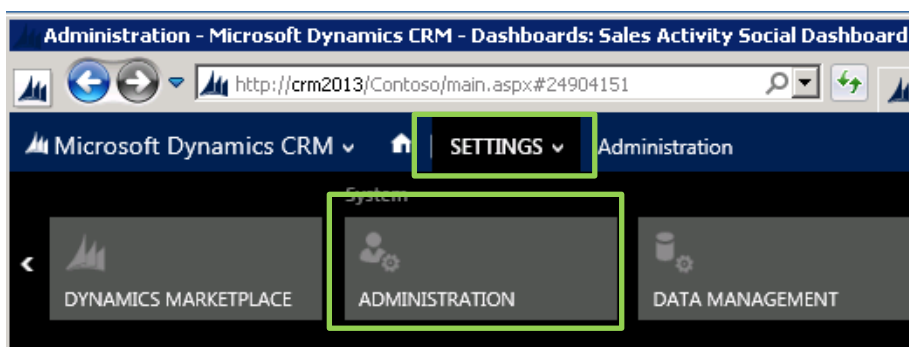 Administration - Microsoft Dynamics CRM - Dashboards: Sales Activity Social Dashboard
http://crm2013/Contoso/main.aspx#24904151
Microsoft Dynamics CRM SETTINGS Administration
System
DYNAMICS MARKETPLACE ADMINISTRATION DATA MANAGEMENT